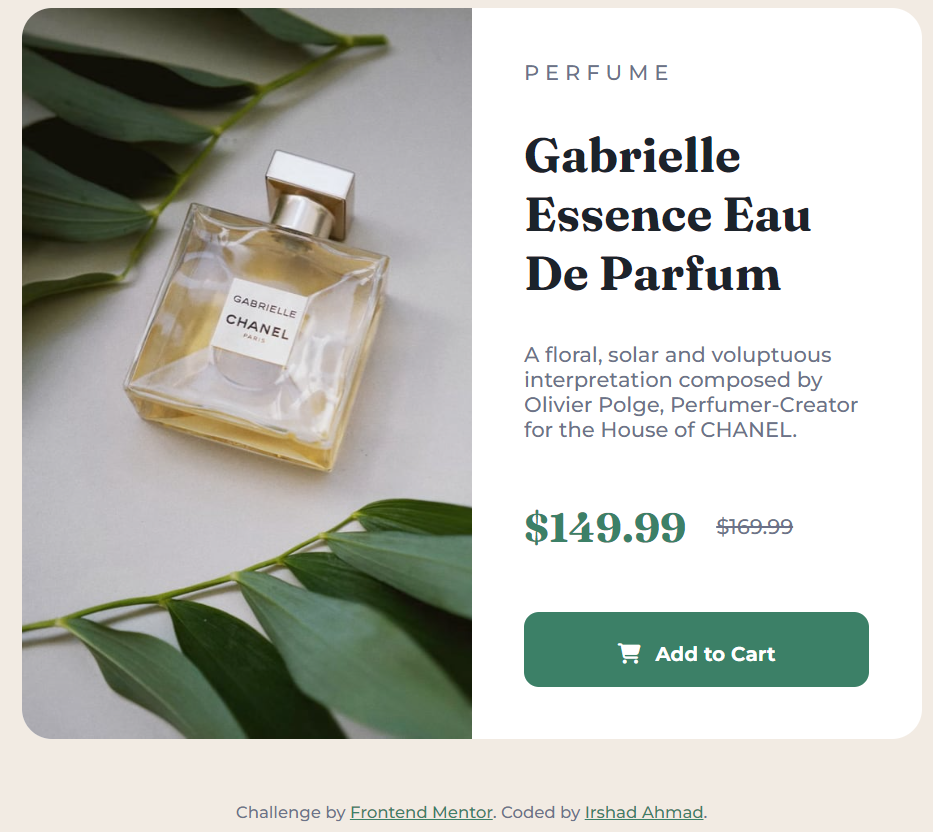 GABRIELLE
CHANEL
PARIS
PERFUME
Gabrielle
Essence Eau
De Parfum
A floral, solar and voluptuous
interpretation composed by
Olivier Polge, Perfumer-Creator
for the House of CHANEL.
$149.99 $169.99
Add to Cart
Challenge by Frontend Mentor. Coded by Irshad Ahmad.